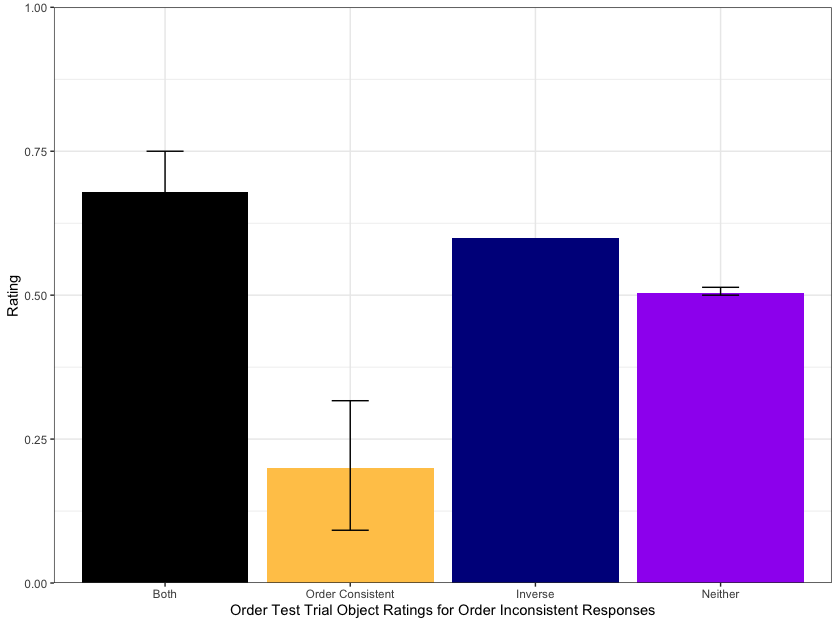 1.00
0.75
0.50
0.25
0.00
Rating
Both
Order Consistent
Inverse
Neither
Order Test Trial Object Ratings for Order Inconsistent Responses